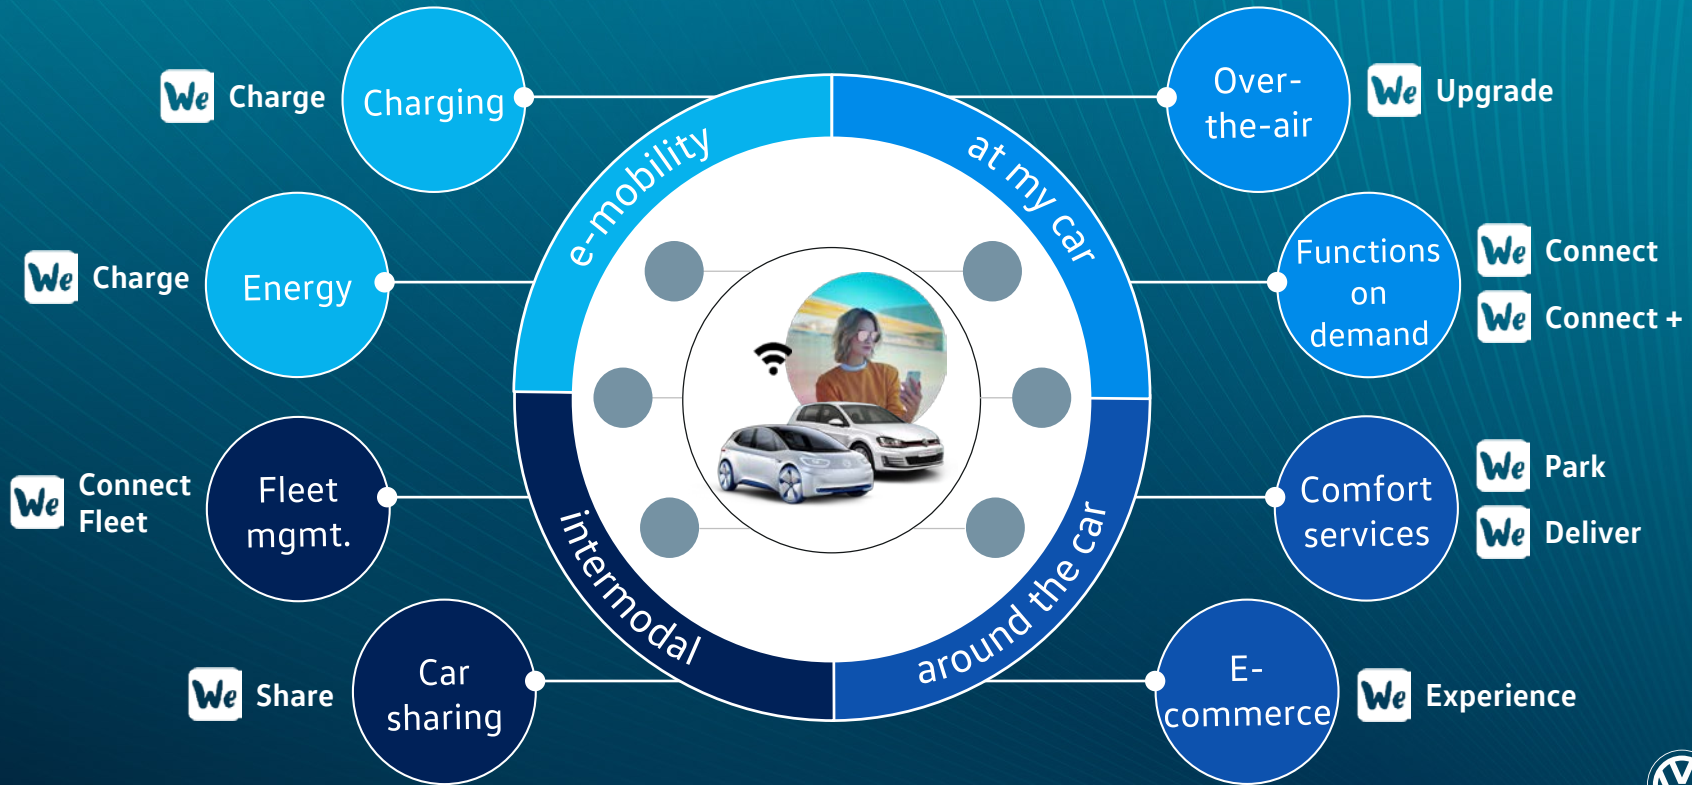 We Charge
Charging
We Charge
Energy
We Connect
Fleet
Fleet
mgmt.
We Share
Car
sharing
e-mobility
at my car
intermodal
around the car
Over-
the-air
We Upgrade
Functions
on
demand
We Connect
We Connect +
Comfort
services
We Park
We Deliver
E-
commerce
We Experience